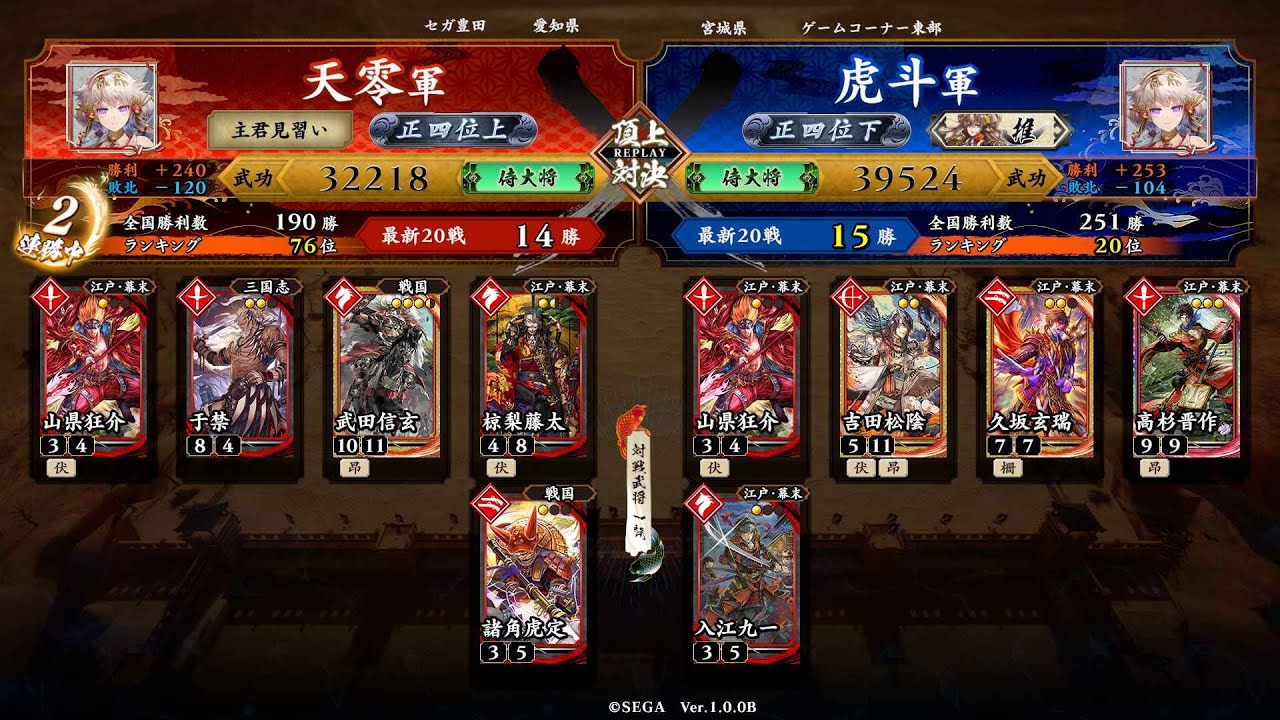 セガ豊田 愛知県
宮城県 ゲームコーナー東部
天零軍
虎斗軍
主君見習い
正四位上
正四位下
推
頂上
REPLAY
対決
勝利 +240
敗北 -120
武功 32218 侍大将
侍大将 39524 武功
勝利 +253
敗北 -104
2
連勝中
全国勝利数 190勝
ランキング 76位
最新20戦 14勝
最新20戦 15勝
全国勝利数 251勝
ランキング 20位
江戸・幕末
山県狂介
3 4
伏
三国志
于禁
8 4
戦国
武田信玄
10 11
昂
江戸・幕末
椋梨藤太
4 8
伏
戦国
諸角虎定
3 5
対戦武将一覧
江戸・幕末
山県狂介
3 4
伏
江戸・幕末
吉田松陰
5 11
伏 昂
江戸・幕末
久坂玄瑞
7 7
柵
江戸・幕末
高杉晋作
9 9
昂
江戸・幕末
入江九一
3 5
©SEGA Ver.1.0.0B